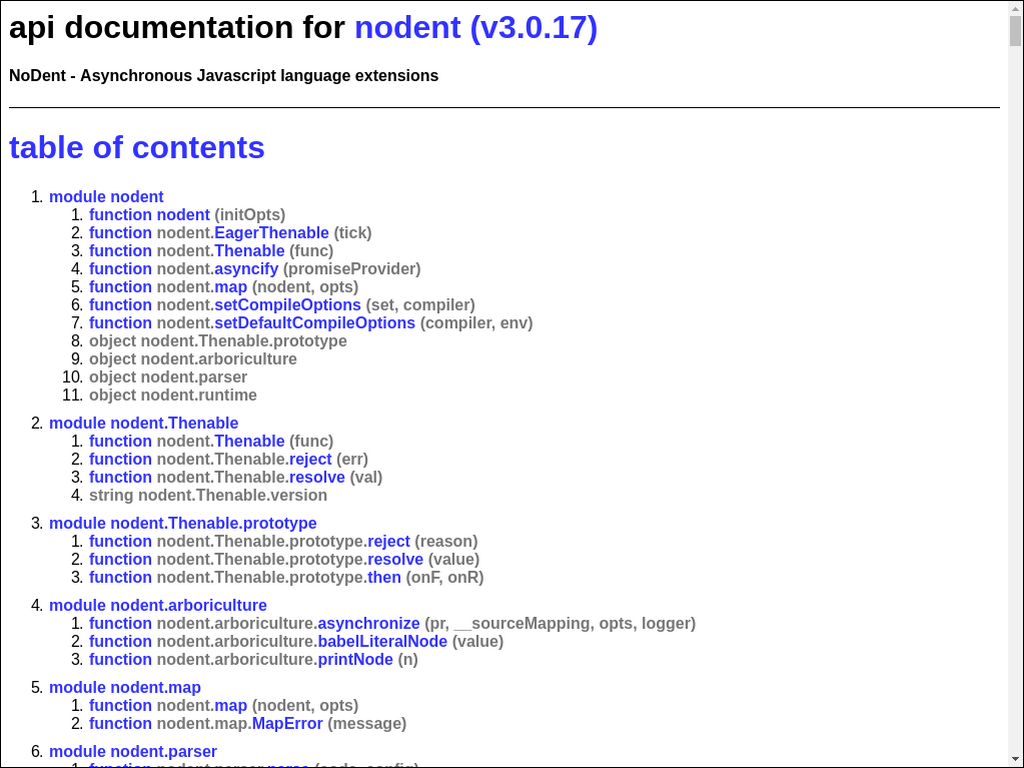 api documentation for nodent (v3.0.17)
NoDent - Asynchronous Javascript language extensions
table of contents
1. module nodent
1. function nodent (initOpts)
2. function nodent.EagerThenable (tick)
3. function nodent.Thenable (func)
4. function nodent.asyncify (promiseProvider)
5. function nodent.map (nodent, opts)
6. function nodent.setCompileOptions (set, compiler)
7. function nodent.setDefaultCompileOptions (compiler, env)
8. object nodent.Thenable.prototype
9. object nodent.arboriculture
10. object nodent.parser
11. object nodent.runtime
2. module nodent.Thenable
1. function nodent.Thenable (func)
2. function nodent.Thenable.reject (err)
3. function nodent.Thenable.resolve (val)
4. string nodent.Thenable.version
3. module nodent.Thenable.prototype
1. function nodent.Thenable.prototype.reject (reason)
2. function nodent.Thenable.prototype.resolve (value)
3. function nodent.Thenable.prototype.then (onF, onR)
4. module nodent.arboriculture
1. function nodent.arboriculture.asynchronize (pr, __sourceMapping, opts, logger)
2. function nodent.arboriculture.babelLiteralNode (value)
3. function nodent.arboriculture.printNode (n)
5. module nodent.map
1. function nodent.map (nodent, opts)
2. function nodent.map.MapError (message)
6. module nodent.parser
1. function nodent.parser.parse (code, config)